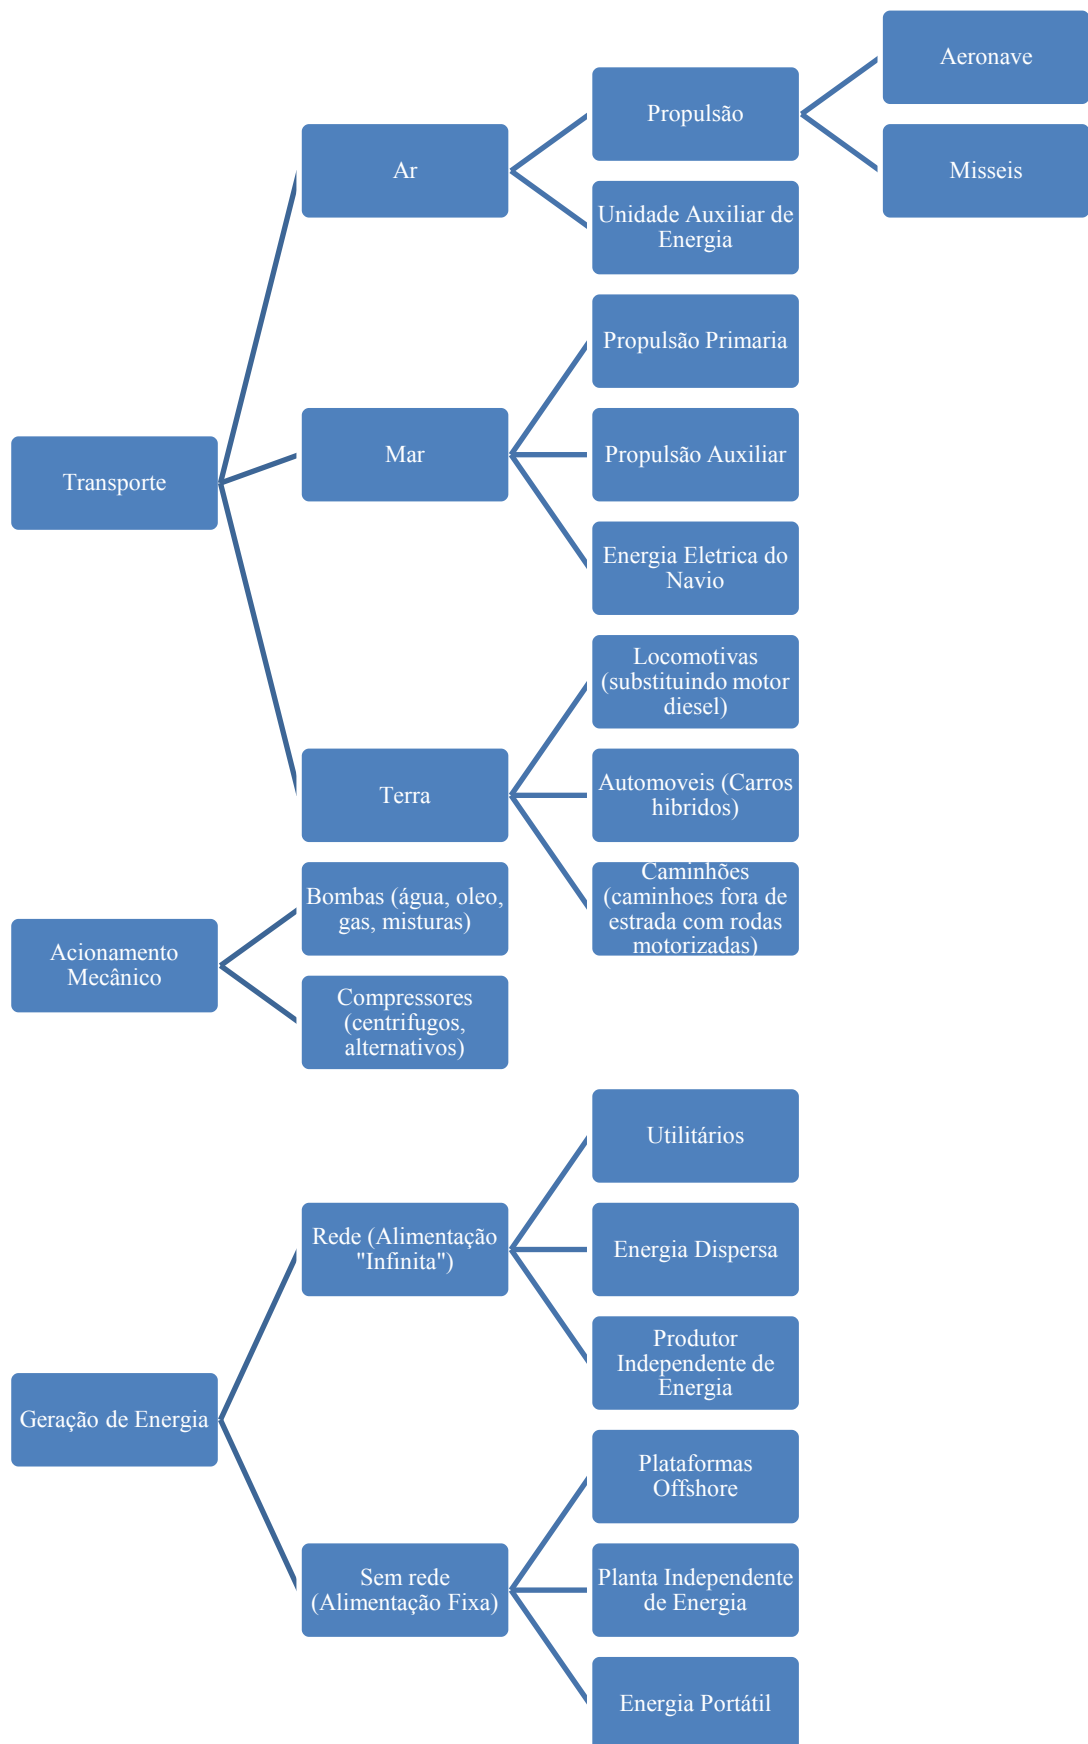 Aeronave
Propulsão
Ar
Misseis
Unidade Auxiliar de
Energia
Propulsão Primaria
Transporte
Mar
Propulsão Auxiliar
Energia Eletrica do
Navio
Locomotivas
(substituindo motor
diesel)
Terra
Automoveis (Carros
hibridos)
Caminhões
(caminhoes fora de
estrada com rodas
motorizadas)
Acionamento
Mecânico
Bombas (água, oleo,
gas, misturas)
Compressores
(centrifugos,
alternativos)
Utilitários
Rede (Alimentação
"Infinita")
Energia Dispersa
Produtor
Independente de
Energia
Geração de Energia
Plataformas
Offshore
Sem rede
(Alimentação Fixa)
Planta Independente
de Energia
Energia Portátil